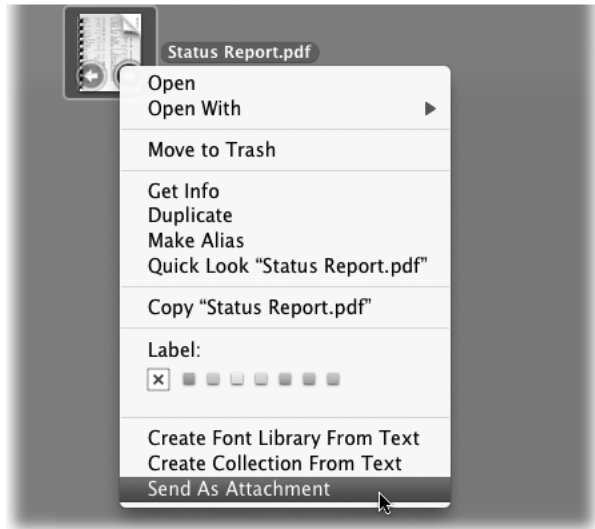 Status Report.pdf
Open
Open With
Move to Trash
Get Info
Duplicate
Make Alias
Quick Look “Status Report.pdf”
Copy “Status Report.pdf”
Label:
Create Font Library From Text
Create Collection From Text
Send As Attachment